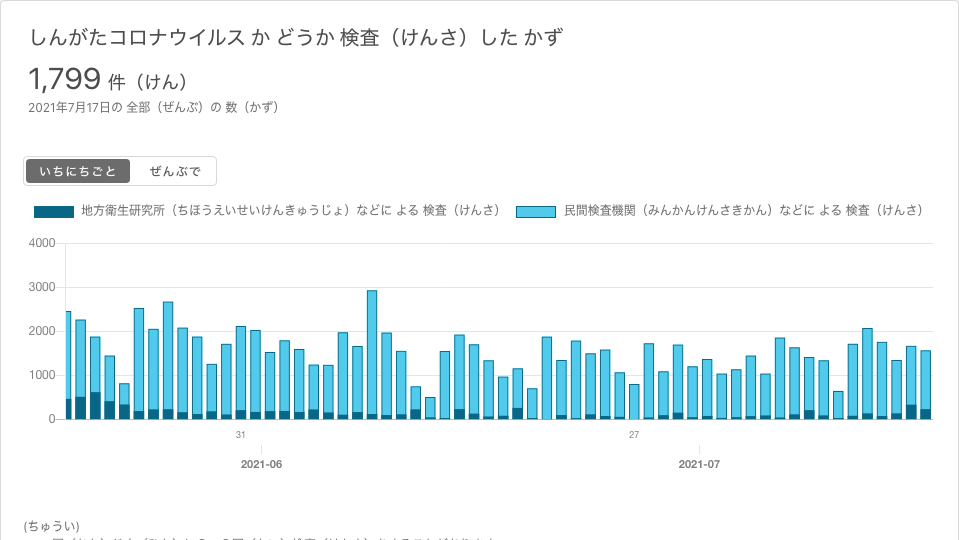 しんがたコロナウイルス か どうか 検査（けんさ）した かず
1,799 件（けん）
2021年7月17日の 全部（ぜんぶ）の 数（かず）
いちにちごと ぜんぶで
地方衛生研究所（ちほうえいせいけんきゅうじょ）などに よる 検査（けんさ） 民間検査機関（みんかんけんさきかん）などに よる 検査（けんさ）
4000
3000
2000
1000
0
31 27
2021-06 2021-07
(ちゅうい)